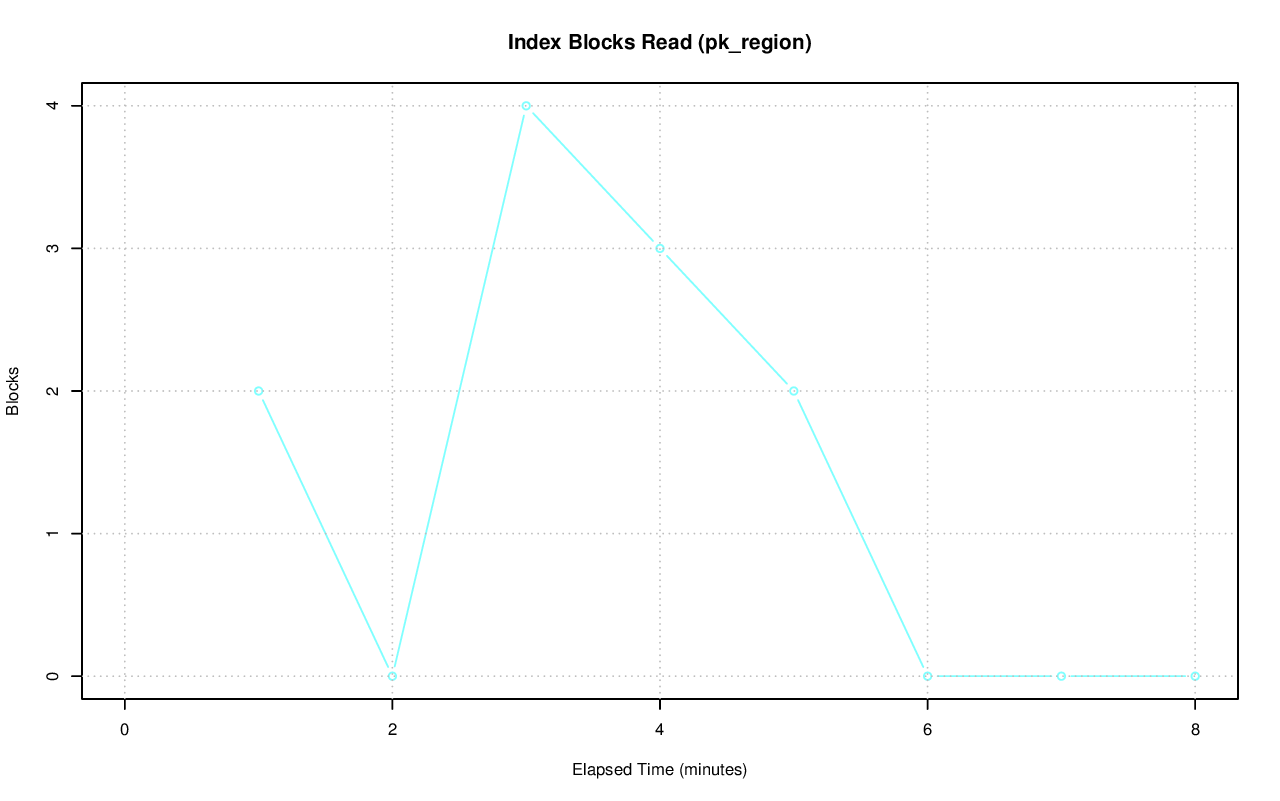 Index Blocks Read (pk_region)
Blocks
4
3
2
1
0
0 2 4 6 8
Elapsed Time (minutes)